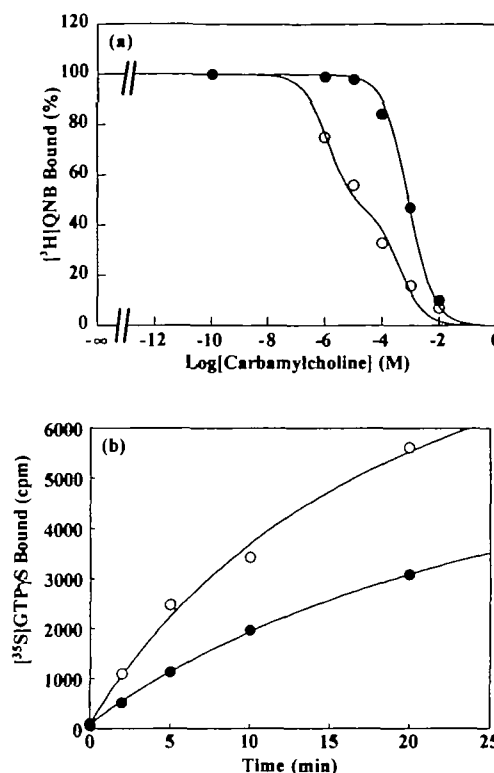 (a)
[³H]QNB Bound (%)
120
100
80
60
40
20
0
-∞ -12 -10 -8 -6 -4 -2 0
Log[Carbamylcholine] (M)
(b)
[³⁵S]GTPγS Bound (cpm)
6000
5000
4000
3000
2000
1000
0
0 5 10 15 20 25
Time (min)